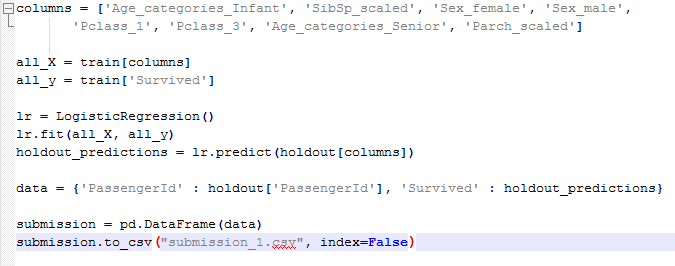 columns = ['Age_categories_Infant', 'SibSp_scaled', 'Sex_female', 'Sex_male',
'Pclass_1', 'Pclass_3', 'Age_categories_Senior', 'Parch_scaled']
all_X = train[columns]
all_y = train['Survived']
lr = LogisticRegression()
lr.fit(all_X, all_y)
holdout_predictions = lr.predict(holdout[columns])
data = {'PassengerId' : holdout['PassengerId'], 'Survived' : holdout_predictions}
submission = pd.DataFrame(data)
submission.to_csv("submission_1.csv", index=False)